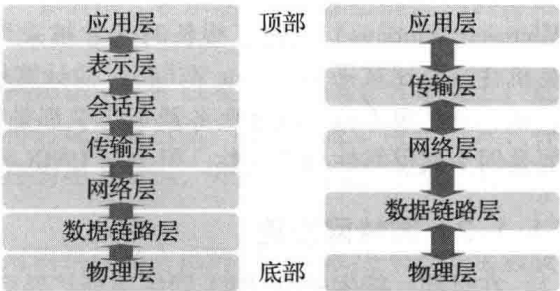 应用层
表示层
会话层
传输层
网络层
数据链路层
物理层
顶部
底部
应用层
传输层
网络层
数据链路层
物理层